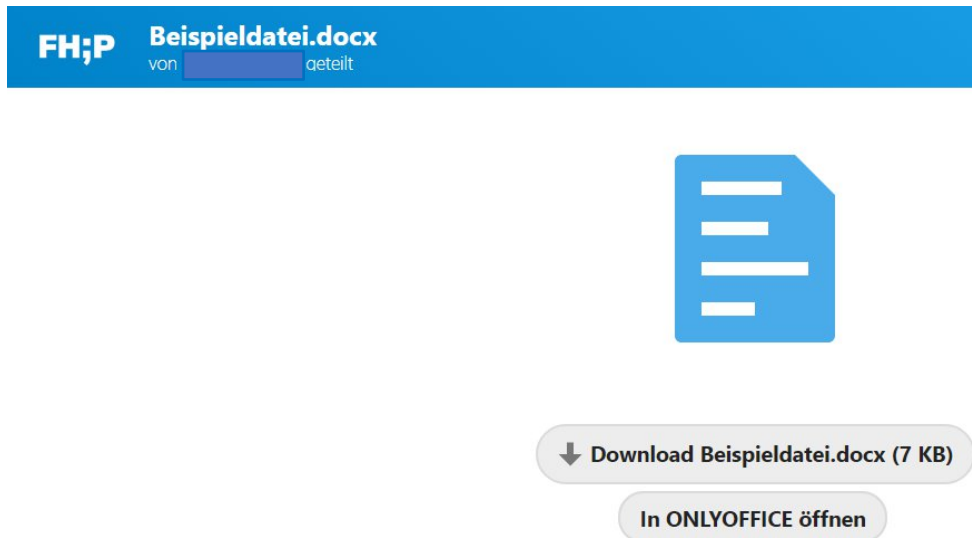 FH;P
Beispieldatei.docx
von geteilt
Download Beispieldatei.docx (7 KB)
In ONLYOFFICE öffnen